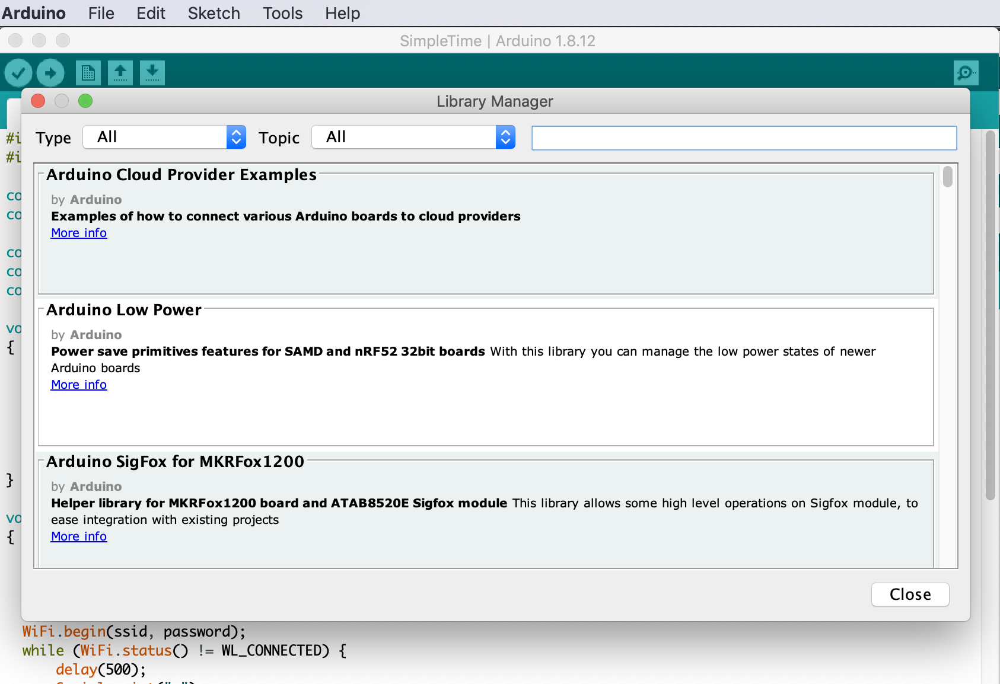 Arduino File Edit Sketch Tools Help
SimpleTime | Arduino 1.8.12
Library Manager
Type All Topic All
#i
#i
Arduino Cloud Provider Examples
by Arduino
co
Examples of how to connect various Arduino boards to cloud providers
co
More info
co
co
co
Arduino Low Power
vo
by Arduino
{
Power save primitives features for SAMD and nRF52 32bit boards With this library you can manage the low power states of newer
Arduino boards
More info
Arduino SigFox for MKRFox1200
}
by Arduino
Helper library for MKRFox1200 board and ATAB8520E Sigfox module This library allows some high level operations on Sigfox module, to
vo
ease integration with existing projects
{
More info
Close
WiFi.begin(ssid, password);
while (WiFi.status() != WL_CONNECTED) {
delay(500);